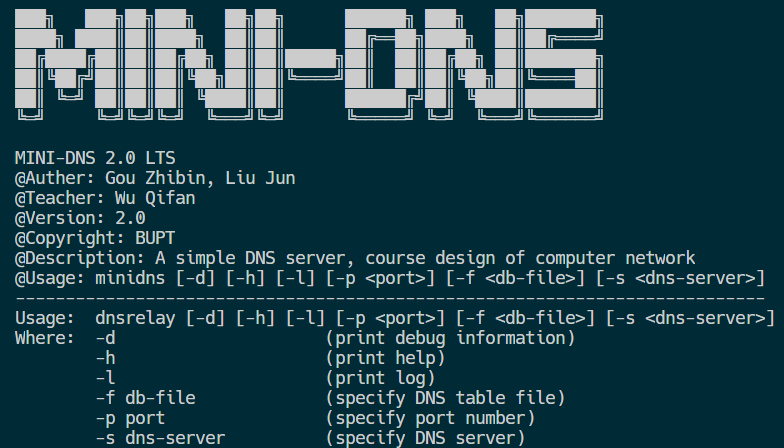 MINI-DNS
MINI-DNS 2.0 LTS
@Auther: Gou Zhibin, Liu Jun
@Teacher: Wu Qifan
@Version: 2.0
@Copyright: BUPT
@Description: A simple DNS server, course design of computer network
@Usage: minidns [-d] [-h] [-l] [-p <port>] [-f <db-file>] [-s <dns-server>]
---------------------------------------------------------------------------
Usage:  dnsrelay [-d] [-h] [-l] [-p <port>] [-f <db-file>] [-s <dns-server>]
Where:  -d                     (print debug information)
        -h                     (print help)
        -l                     (print log)
        -f db-file             (specify DNS table file)
        -p port                (specify port number)
        -s dns-server          (specify DNS server)